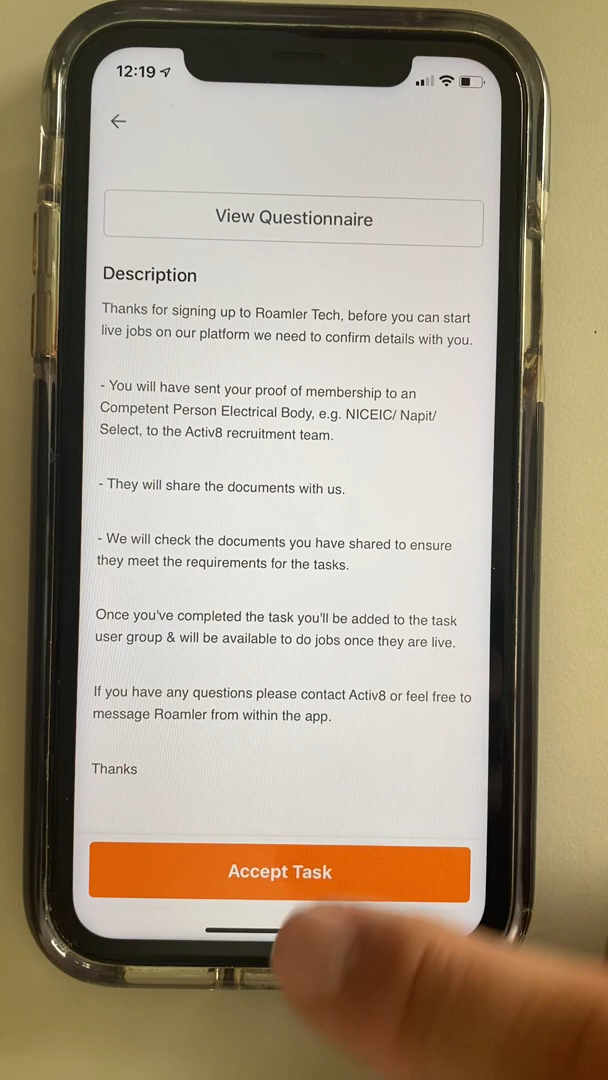 12:19
View Questionnaire
Description
Thanks for signing up to Roamler Tech, before you can start
live jobs on our platform we need to confirm details with you.
- You will have sent your proof of membership to an
Competent Person Electrical Body, e.g. NICEIC/ Napit/
Select, to the Activ8 recruitment team.
- They will share the documents with us.
- We will check the documents you have shared to ensure
they meet the requirements for the tasks.
Once you've completed the task you'll be added to the task
user group & will be available to do jobs once they are live.
If you have any questions please contact Activ8 or feel free to
message Roamler from within the app.
Thanks
Accept Task